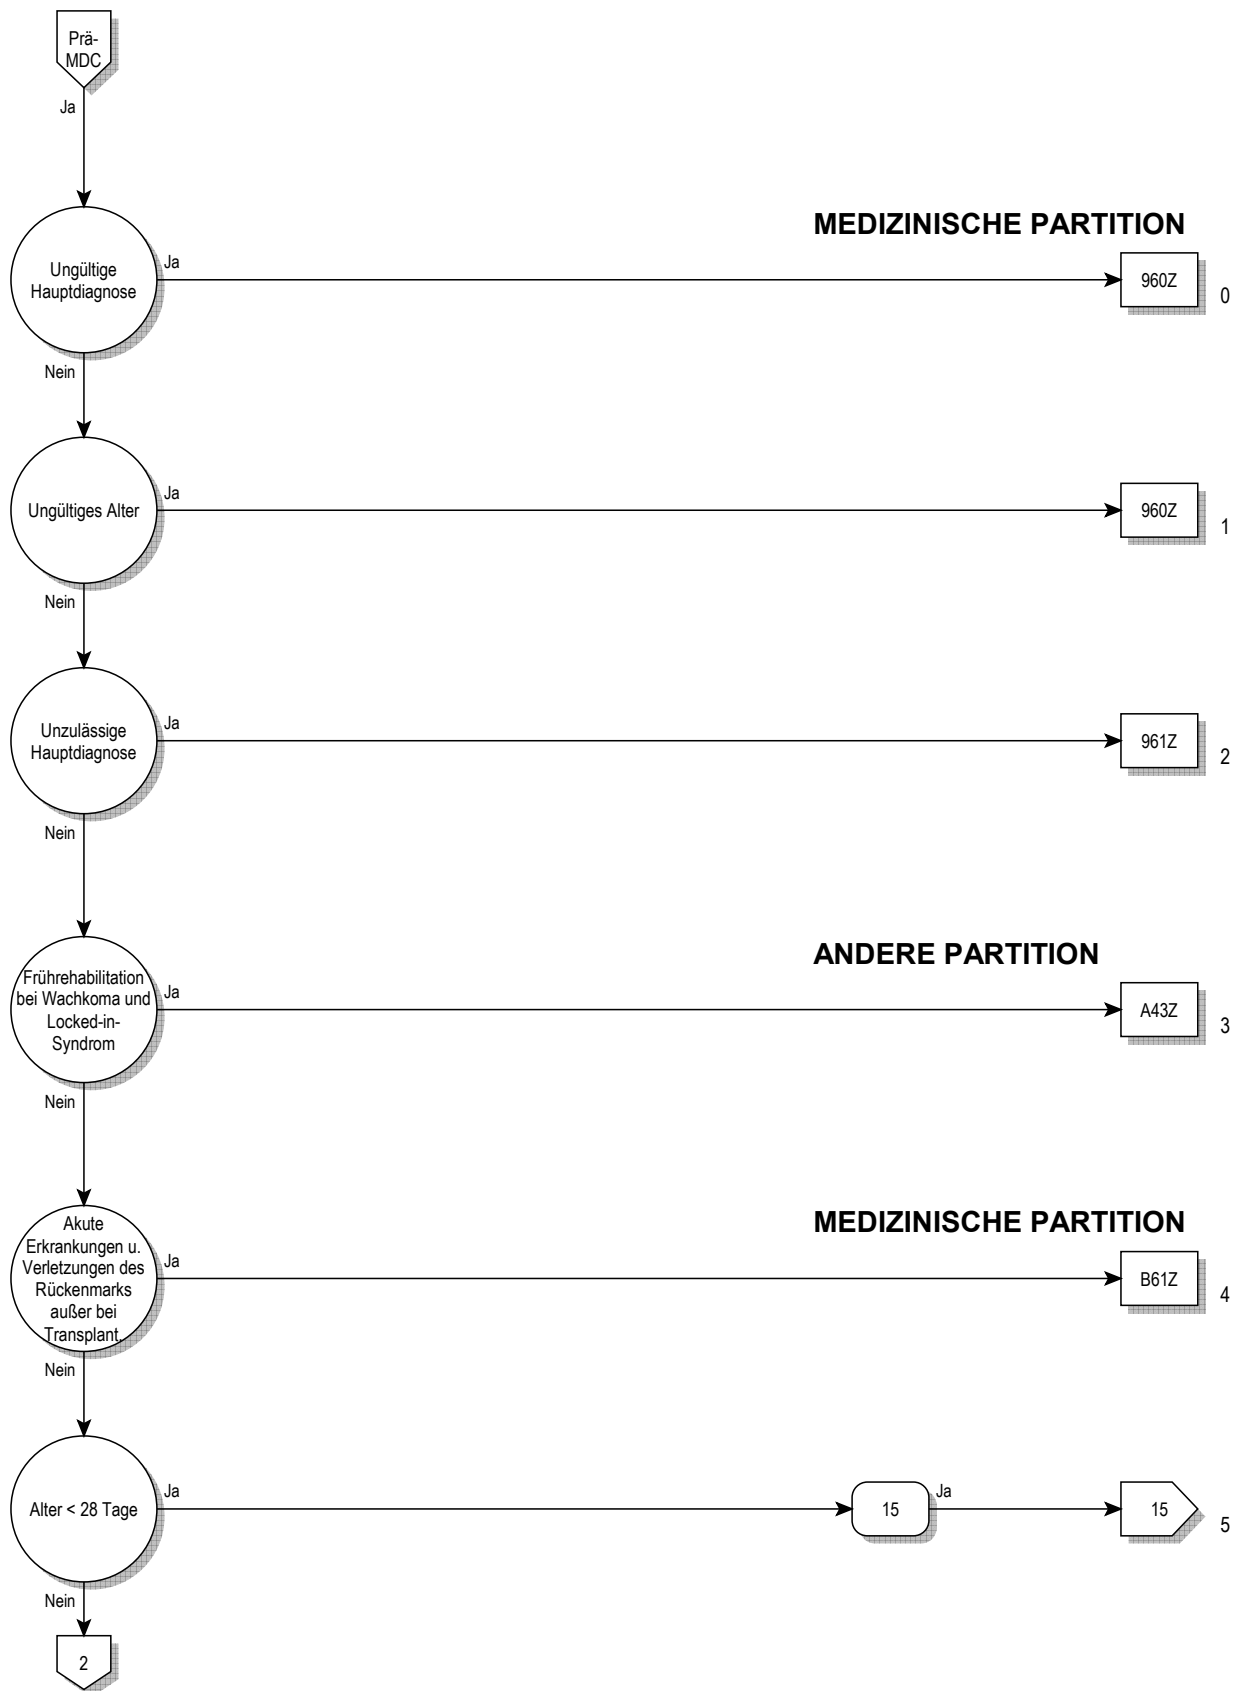 Prä-
MDC
Ja
MEDIZINISCHE PARTITION
Ungültige
Hauptdiagnose
Ja
960Z
0
Nein
Ungültiges Alter
Ja
960Z
1
Nein
Unzulässige
Hauptdiagnose
Ja
961Z
2
Nein
ANDERE PARTITION
Frührehabilitation
bei Wachkoma und
Locked-in-
Syndrom
Ja
A43Z
3
Nein
MEDIZINISCHE PARTITION
Akute
Erkrankungen u.
Verletzungen des
Rückenmarks
außer bei
Transplant.
Ja
B61Z
4
Nein
Alter < 28 Tage
Ja
15
Ja
15
5
Nein
2